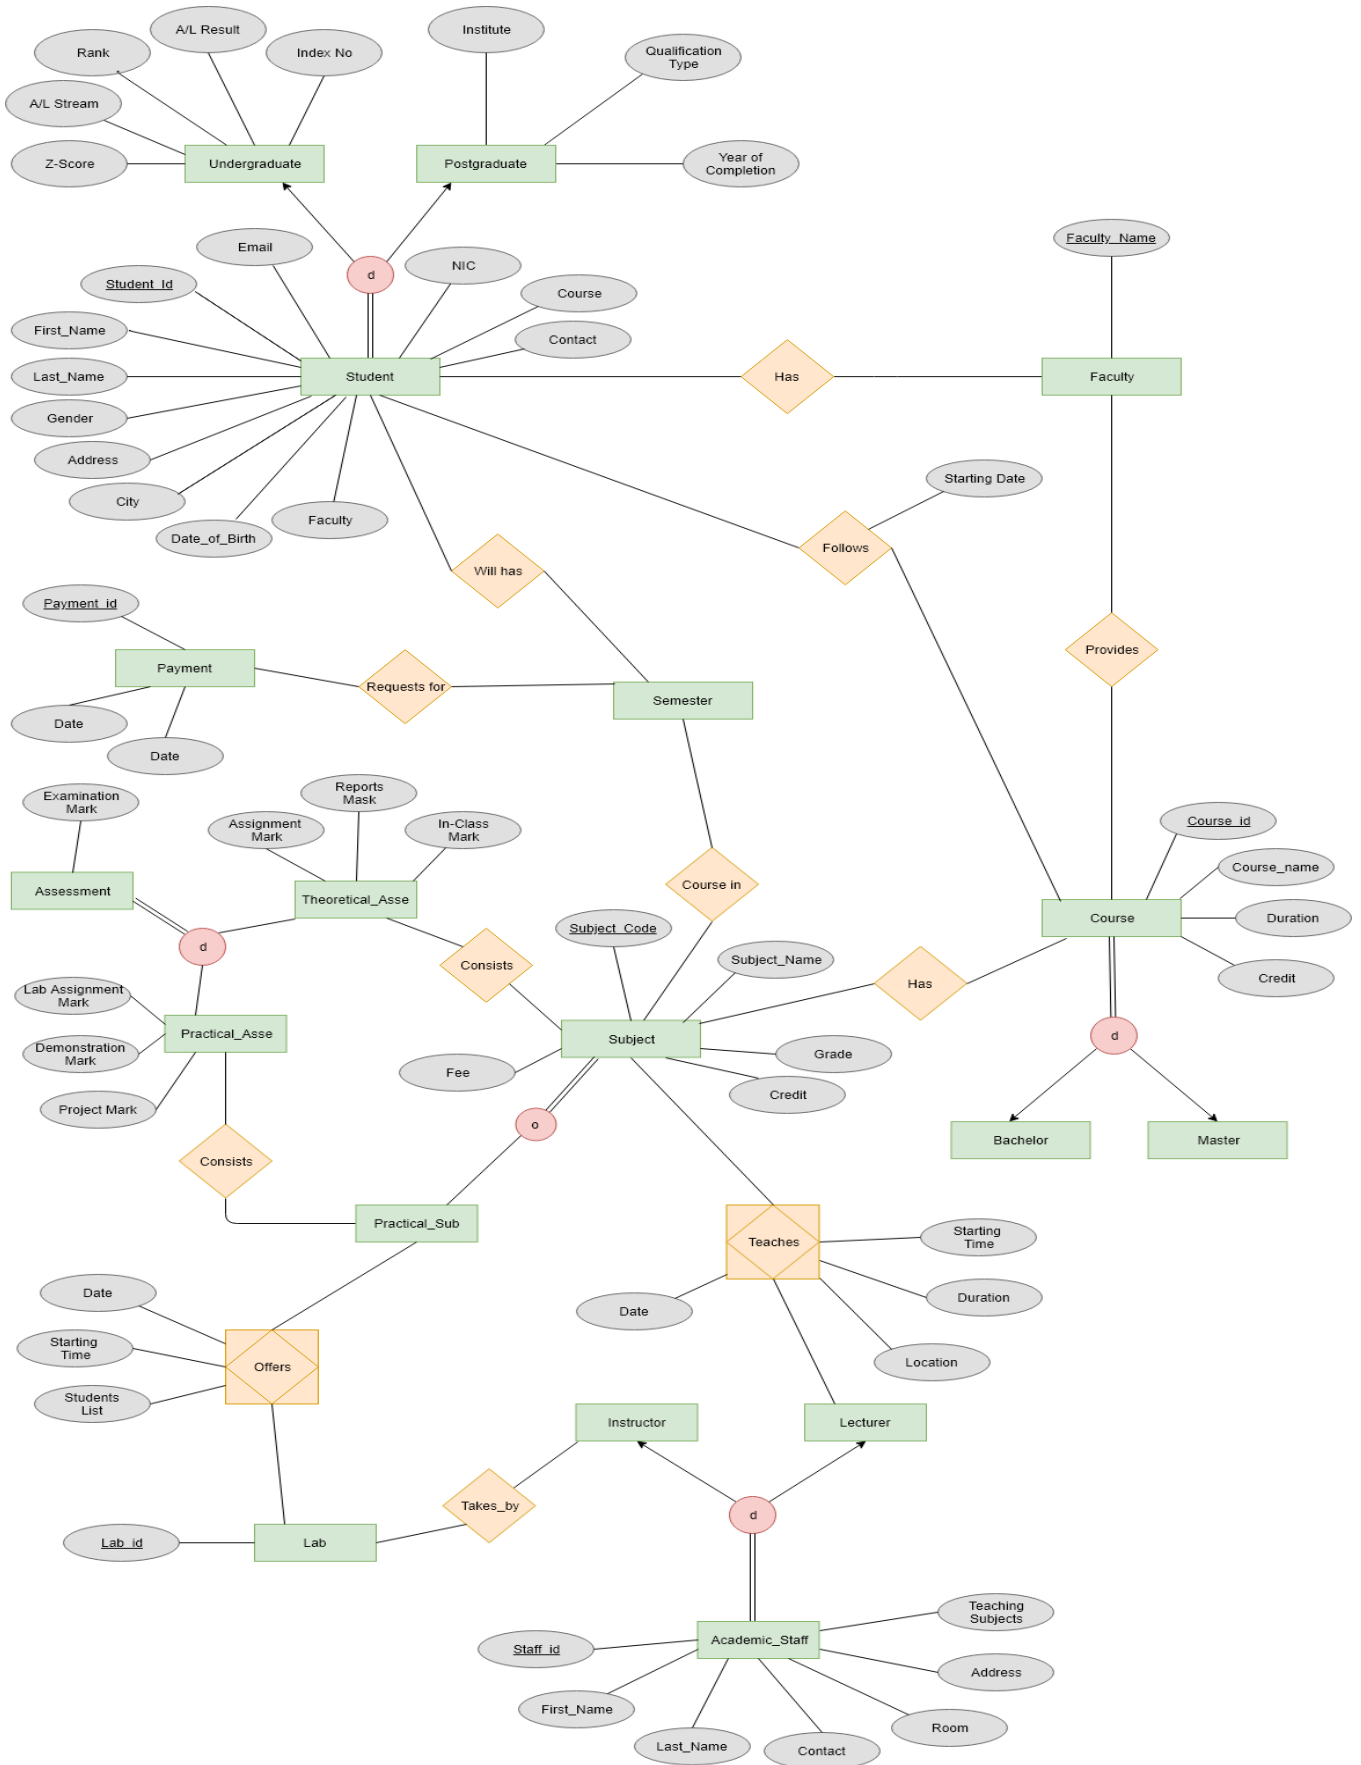 A/L Result
Institute
Rank
Index No
Qualification
Type
A/L Stream
Z-Score
Undergraduate
Postgraduate
Year of
Completion
Faculty_Name
Email
d
NIC
Student_Id
Course
First_Name
Contact
Last_Name
Student
Has
Faculty
Gender
Address
Starting Date
City
Faculty
Date_of_Birth
Follows
Will has
Payment_id
Provides
Payment
Requests for
Semester
Date
Date
Examination
Mark
Reports
Mask
Assignment
Mark
In-Class
Mark
Course_id
Course_name
Assessment
Theoretical_Asse
Course in
Subject_Code
Course
Duration
d
Consists
Subject_Name
Has
Credit
Lab Assignment
Mark
Practical_Asse
Subject
d
Demonstration
Mark
Fee
Grade
Credit
Project Mark
o
Bachelor
Master
Consists
Practical_Sub
Teaches
Starting
Time
Date
Date
Duration
Starting
Time
Offers
Location
Students
List
Instructor
Lecturer
Takes_by
d
Lab_id
Lab
Teaching
Subjects
Staff_id
Academic_Staff
Address
First_Name
Room
Last_Name
Contact